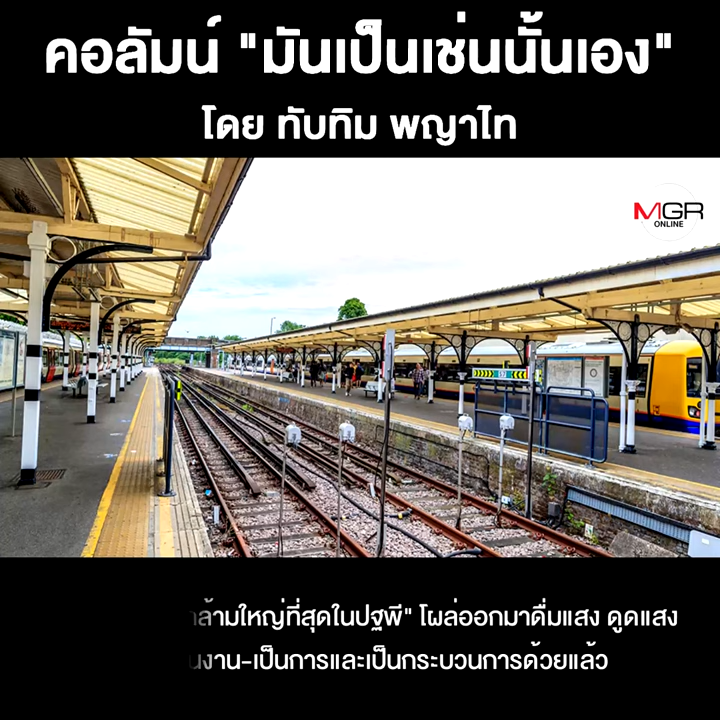 คอลัมน์ "มันเป็นเช่นนั้นเอง"
โดย ทับทิม พญาไท
MGR
ONLINE
ล้ามใหญ่ที่สุดในปฐพี" โผล่ออกมาดื่มแสง ดูดแสง
นงาน-เป็นการและเป็นกระบวนการด้วยแล้ว